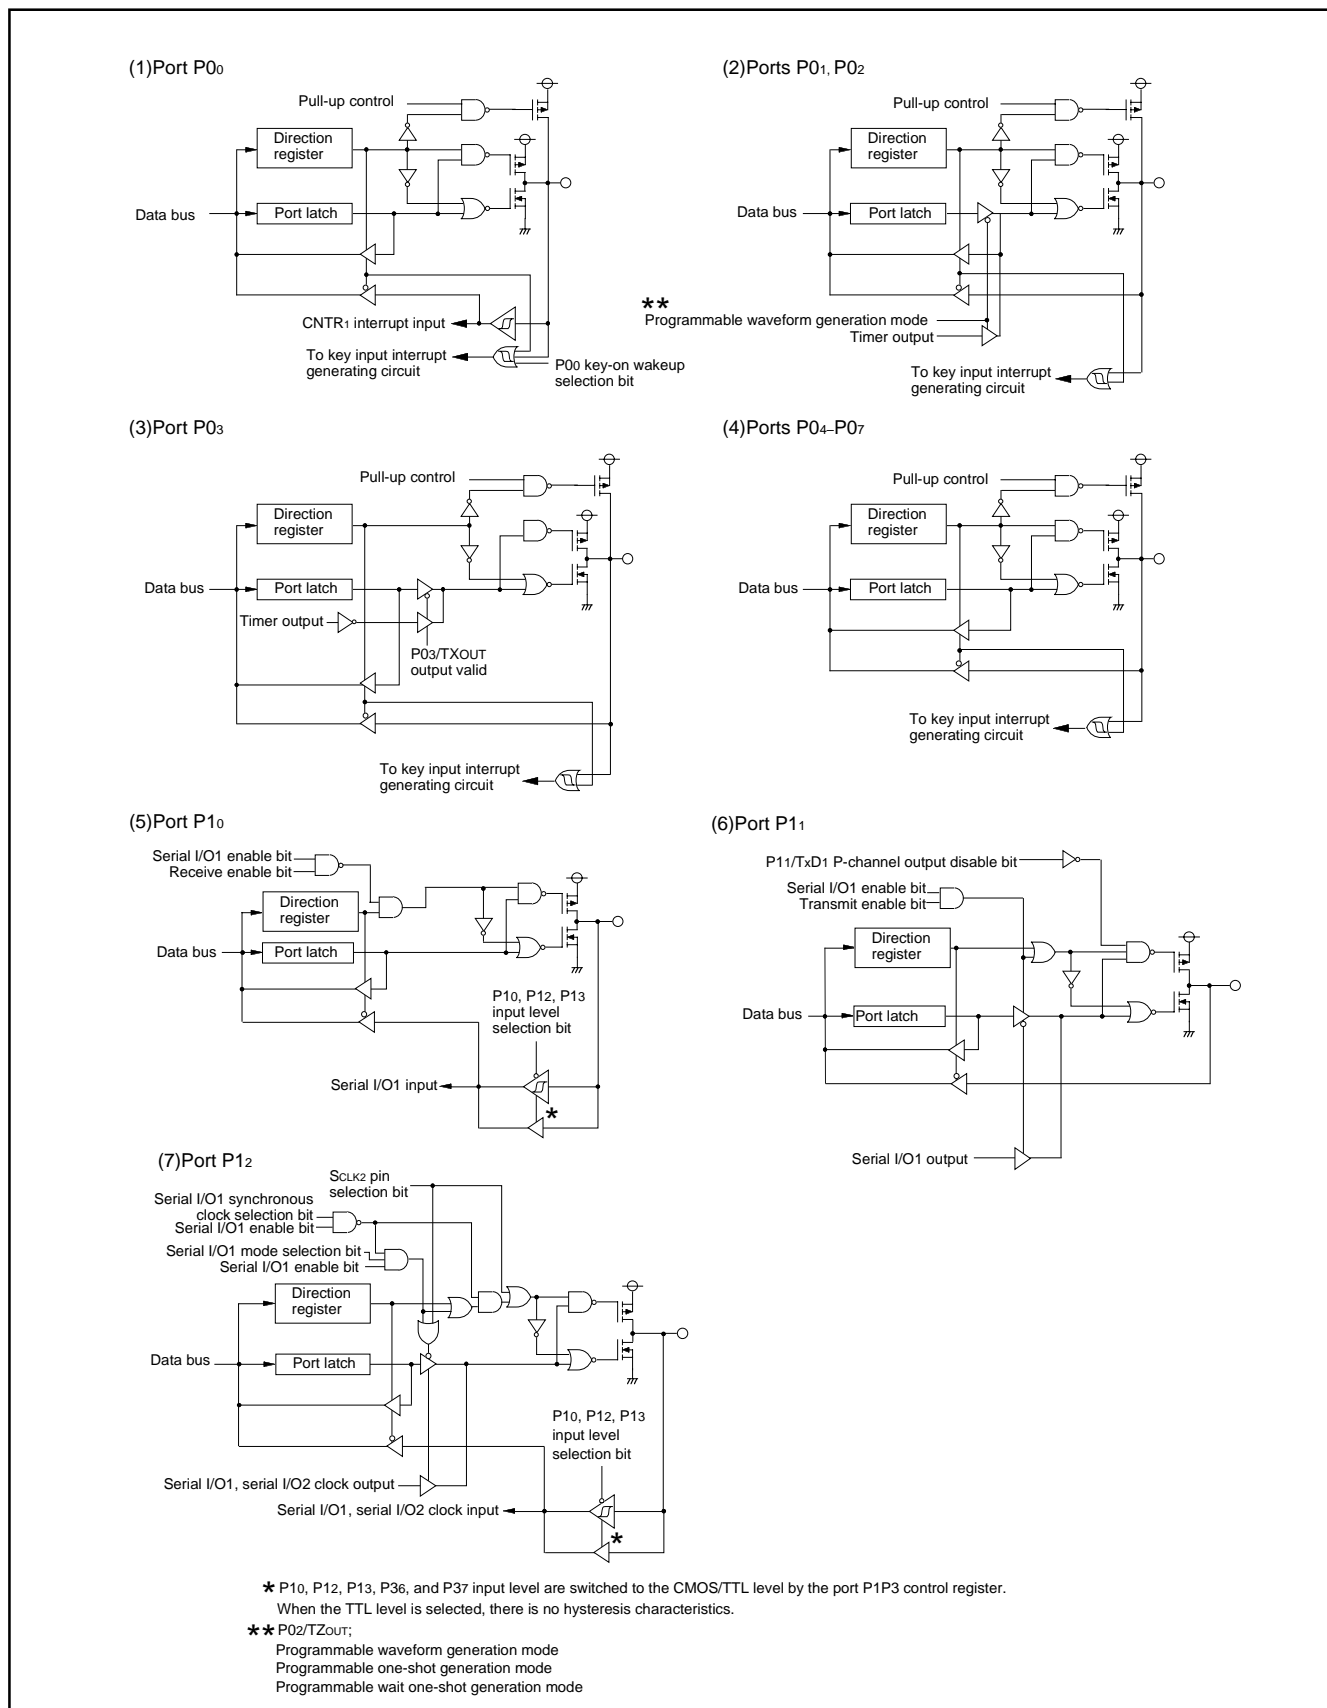 (1)Port P00
Pull-up control
Direction
register
Data bus
Port latch
CNTR1 interrupt input
To key input interrupt
generating circuit
P00 key-on wakeup
selection bit
(2)Ports P01, P02
Pull-up control
Direction
register
Data bus
Port latch
**
Programmable waveform generation mode
Timer output
To key input interrupt
generating circuit
(3)Port P03
Pull-up control
Direction
register
Data bus
Port latch
Timer output
P03/TXOUT
output valid
To key input interrupt
generating circuit
(4)Ports P04–P07
Pull-up control
Direction
register
Data bus
Port latch
To key input interrupt
generating circuit
(5)Port P10
Serial I/O1 enable bit
Receive enable bit
Direction
register
Data bus
Port latch
P10, P12, P13
input level
selection bit
Serial I/O1 input
*
(6)Port P11
P11/TxD1 P-channel output disable bit
Serial I/O1 enable bit
Transmit enable bit
Direction
register
Data bus
Port latch
Serial I/O1 output
(7)Port P12
SCLK2 pin
selection bit
Serial I/O1 synchronous
clock selection bit
Serial I/O1 enable bit
Serial I/O1 mode selection bit
Serial I/O1 enable bit
Direction
register
Data bus
Port latch
P10, P12, P13
input level
selection bit
Serial I/O1, serial I/O2 clock output
Serial I/O1, serial I/O2 clock input
*
* P10, P12, P13, P36, and P37 input level are switched to the CMOS/TTL level by the port P1P3 control register.
When the TTL level is selected, there is no hysteresis characteristics.
** P02/TZOUT;
Programmable waveform generation mode
Programmable one-shot generation mode
Programmable wait one-shot generation mode